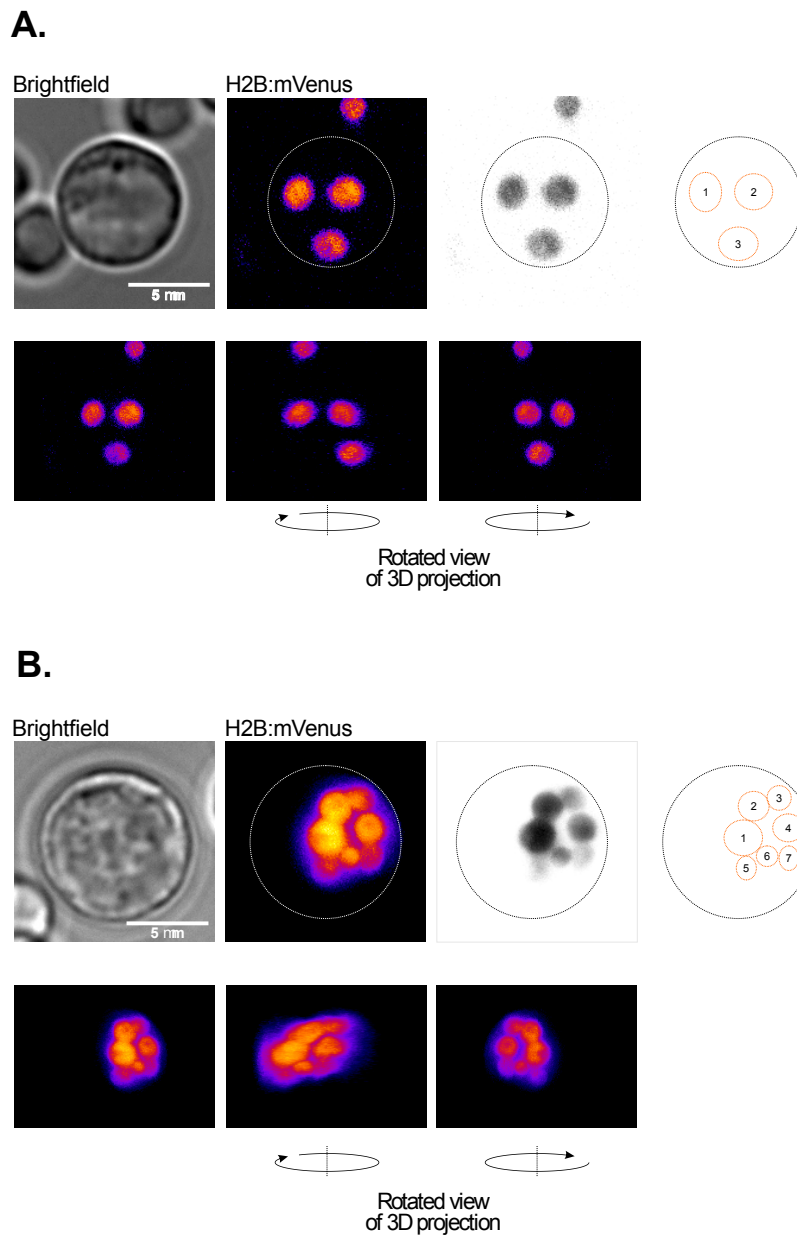 A.
Brightfield H2B:mVenus
5 mm
1 2
3
Rotated view
of 3D projection
B.
Brightfield H2B:mVenus
5 mm
2 3
1 4
5 6 7
Rotated view
of 3D projection